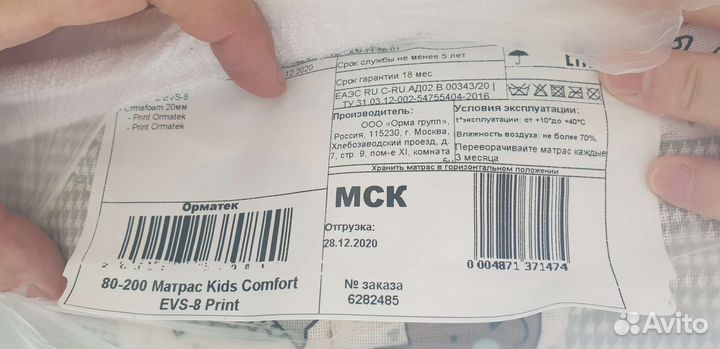 .12.2020
EVS-8
- Ormafoam 20мм
- Print Ormatek
- Print Ormatek
Орматек
80-200 Матрас Kids Comfort
EVS-8 Print
Срок службы не менее 5 лет
Срок гарантии 18 мес.
ЕАЭС RU C-RU.АД02.В.00343/20 |
ТУ 31.03.12-002-54755404-2016
Производитель:
ООО «Орма групп»,
Россия, 115230, г. Москва,
Хлебозаводский проезд, д.
7, стр. 9, пом-е XI, комната
Условия эксплуатации:
t°эксплуатации: от +10°до +40°С
Влажность воздуха: не более 70%.
Переворачивайте матрас каждые
3 месяца
Хранить матрас в горизонтальном положении
МСК
Отгрузка:
28.12.2020
№ заказа
6282485
0 004871 371474
Avito